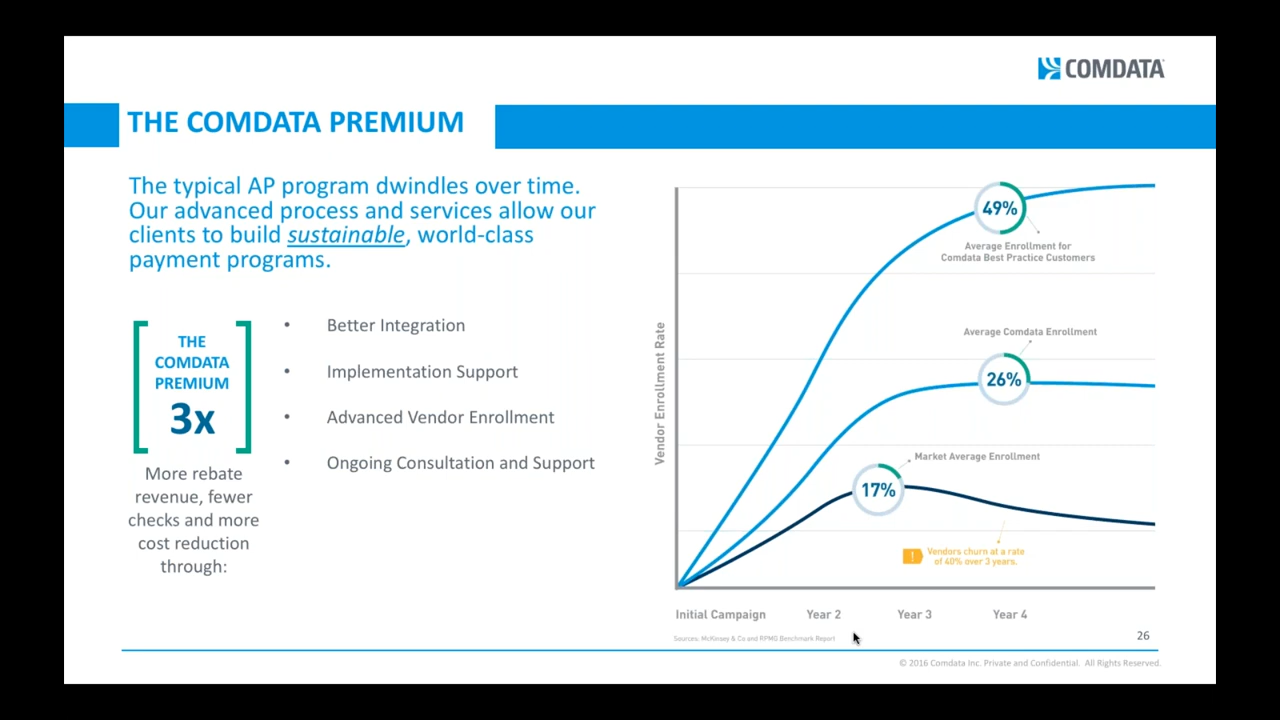 COMDATA
THE COMDATA PREMIUM
The typical AP program dwindles over time.
Our advanced process and services allow our
clients to build sustainable, world-class
payment programs.
THE
COMDATA
PREMIUM
3x
More rebate
revenue, fewer
checks and more
cost reduction
through:
• Better Integration
• Implementation Support
• Advanced Vendor Enrollment
• Ongoing Consultation and Support
Vendor Enrollment Rate
49%
Average Enrollment for
Comdata Best Practice Customers
Average Comdata Enrollment
26%
Market Average Enrollment
17%
! Vendors churn at a rate
of 40% over 3 years.
Initial Campaign Year 2 Year 3 Year 4
Sources: McKinsey & Co and RPMG Benchmark Report
26
© 2016 Comdata Inc. Private and Confidential. All Rights Reserved.